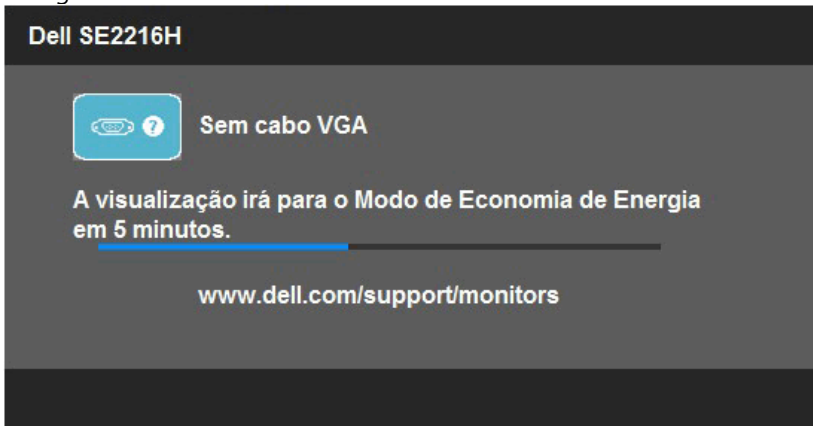 Dell SE2216H
Sem cabo VGA
A visualização irá para o Modo de Economia de Energia
em 5 minutos.
www.dell.com/support/monitors